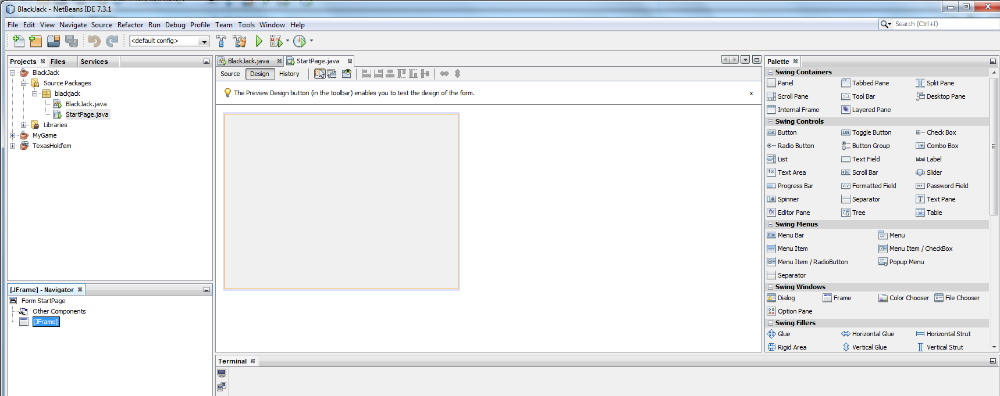 BlackJack - NetBeans IDE 7.3.1
File Edit View Navigate Source Refactor Run Debug Profile Team Tools Window Help
Search (Ctrl+I)
<default config>
Projects Files Services
BlackJack
Source Packages
blackjack
BlackJack.java
StartPage.java
Libraries
MyGame
TexasHold'em
[JFrame] - Navigator
Form StartPage
Other Components
[JFrame]
BlackJack.java StartPage.java
Source Design History
The Preview Design button (in the toolbar) enables you to test the design of the form. x
Terminal
Palette
Swing Containers
Panel Tabbed Pane Split Pane
Scroll Pane Tool Bar Desktop Pane
Internal Frame Layered Pane
Swing Controls
OK Button ON Toggle Button Check Box
Radio Button Button Group Combo Box
List Text Field label Label
Text Area Scroll Bar Slider
Progress Bar Formatted Field Password Field
Spinner Separator Text Pane
Editor Pane Tree Table
Swing Menus
File Menu Bar Menu
Menu Item Menu Item / CheckBox
Menu Item / RadioButton Popup Menu
Separator
Swing Windows
Dialog Frame Color Chooser File Chooser
Option Pane
Swing Fillers
Glue Horizontal Glue Horizontal Strut
Rigid Area Vertical Glue Vertical Strut